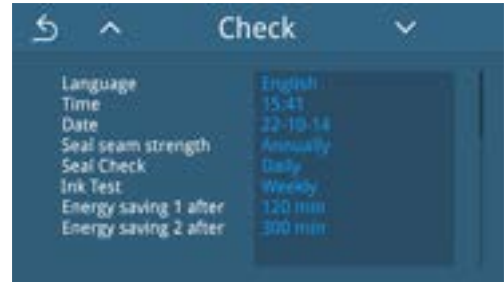 Check
Language English
Time 15:41
Date 22-10-14
Seal seam strength Annually
Seal Check Daily
Ink Test Weekly
Energy saving 1 after 120 min
Energy saving 2 after 300 min